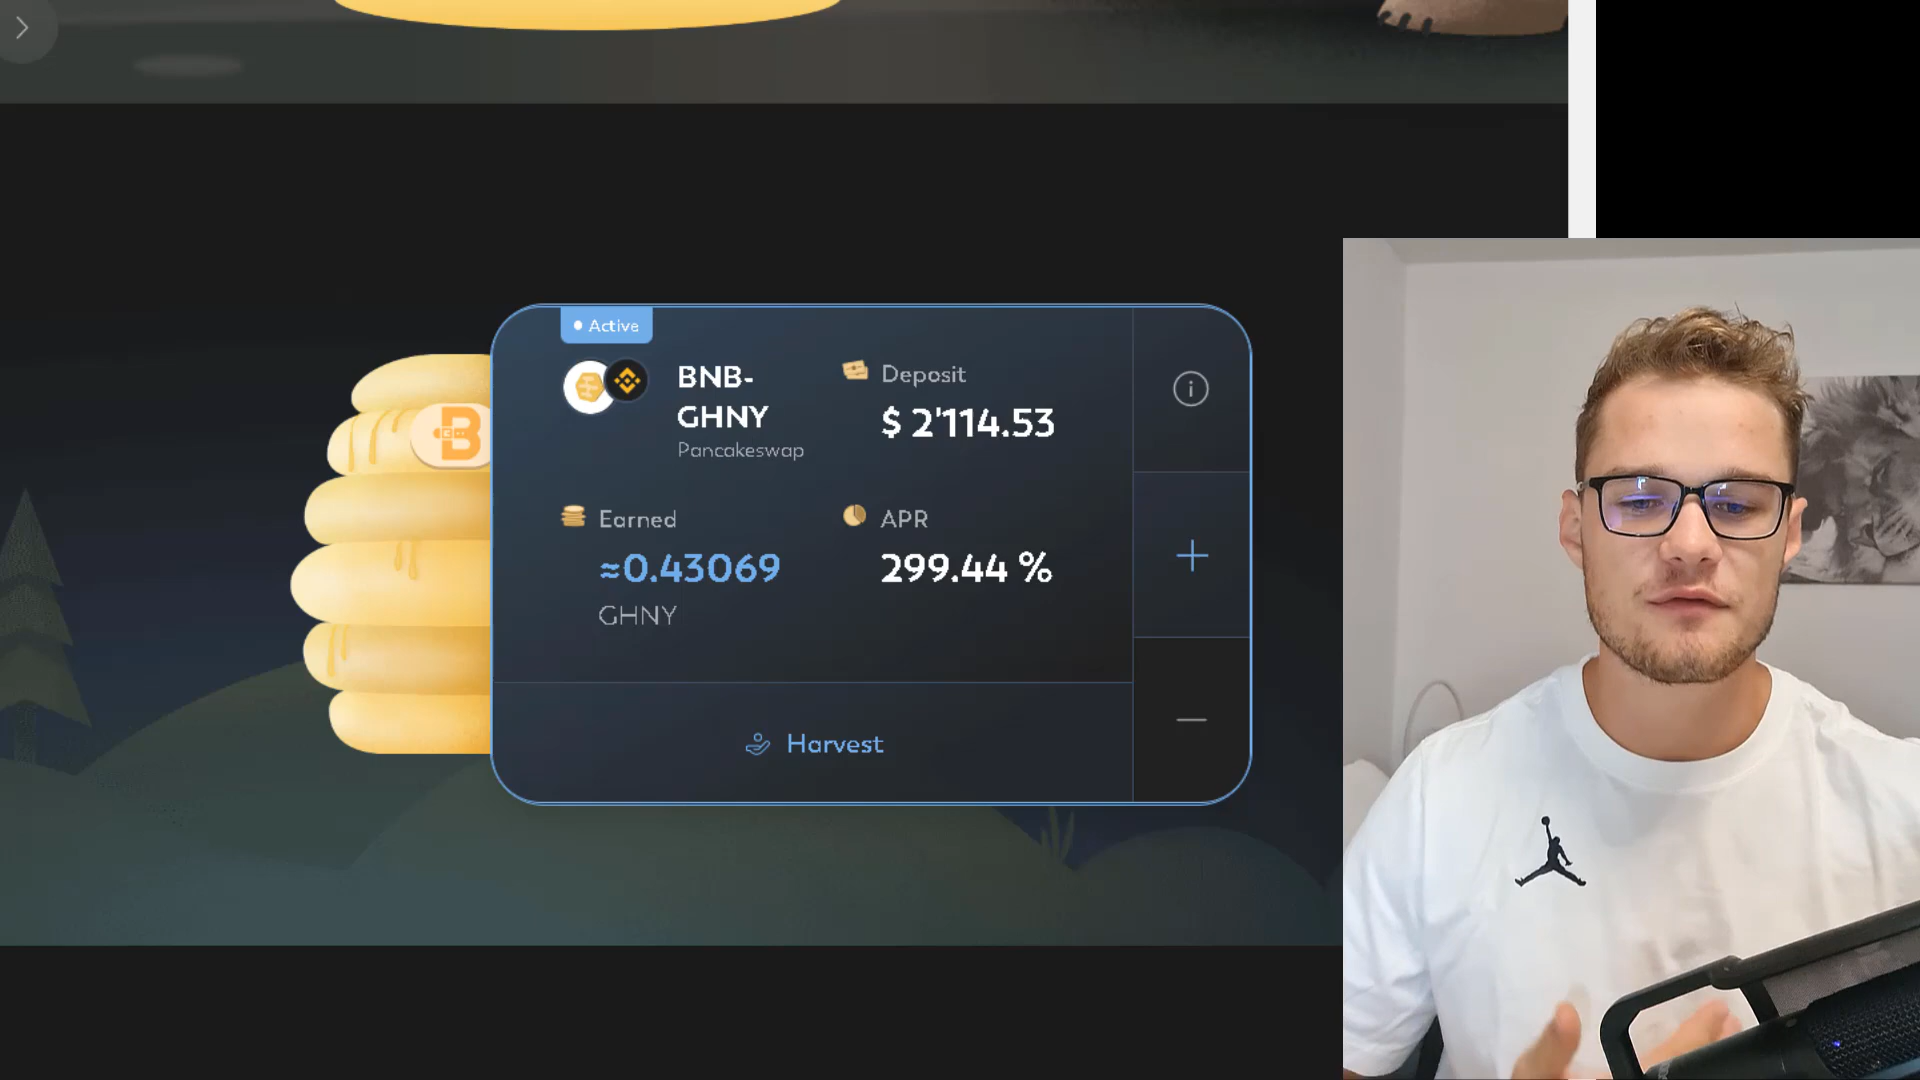 Active
BNB-
GHNY
Pancakeswap
Deposit
$ 2'114.53
Earned
≈0.43069
GHNY
APR
299.44 %
Harvest